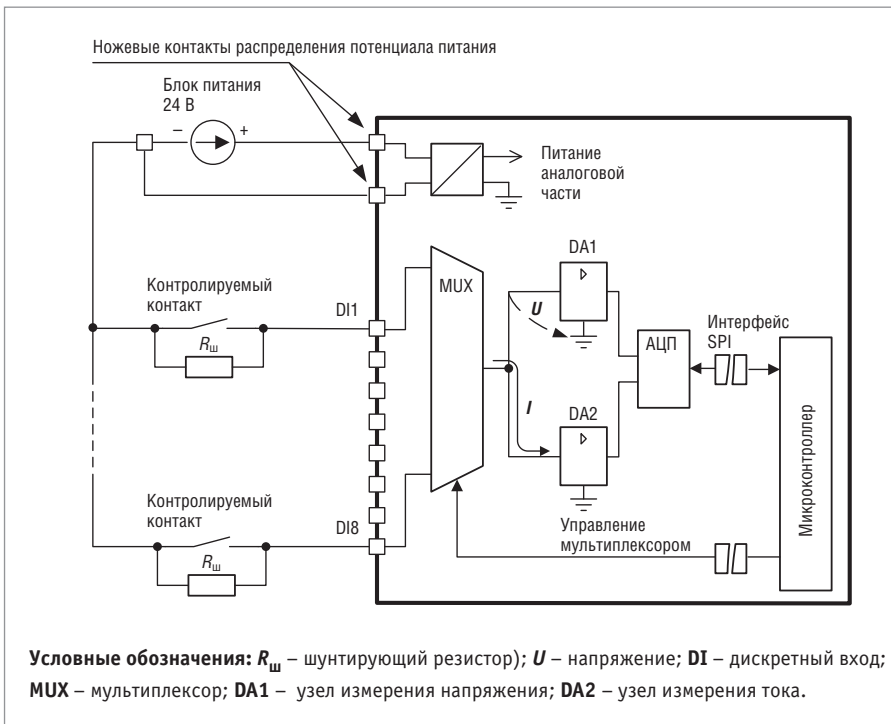 Ножевые контакты распределения потенциала питания
Блок питания
24 В
– +
Питание
аналоговой
части
Контролируемый
контакт
Rш
DI1
MUX
DA1
U
АЦП
Интерфейс
SPI
I
DA2
Микроконтроллер
Контролируемый
контакт
Rш
DI8
Управление
мультиплексором
Условные обозначения: Rш – шунтирующий резистор); U – напряжение; DI – дискретный вход;
MUX – мультиплексор; DA1 – узел измерения напряжения; DA2 – узел измерения тока.